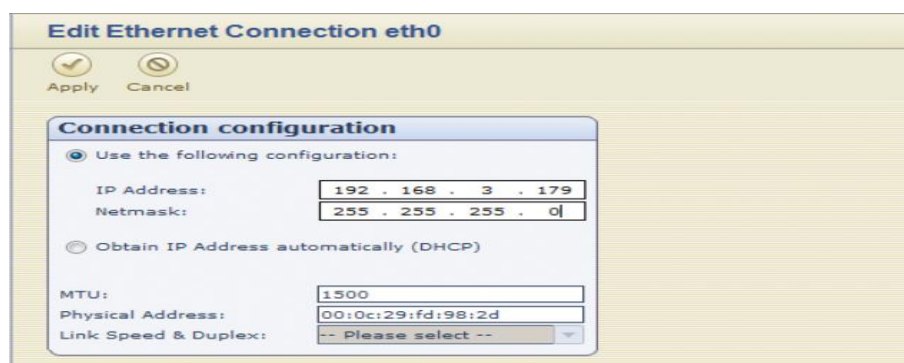 Edit Ethernet Connection eth0
Apply Cancel
Connection configuration
Use the following configuration:
IP Address: 192 . 168 . 3 . 179
Netmask: 255 . 255 . 255 . 0
Obtain IP Address automatically (DHCP)
MTU: 1500
Physical Address: 00:0c:29:fd:98:2d
Link Speed & Duplex: -- Please select --